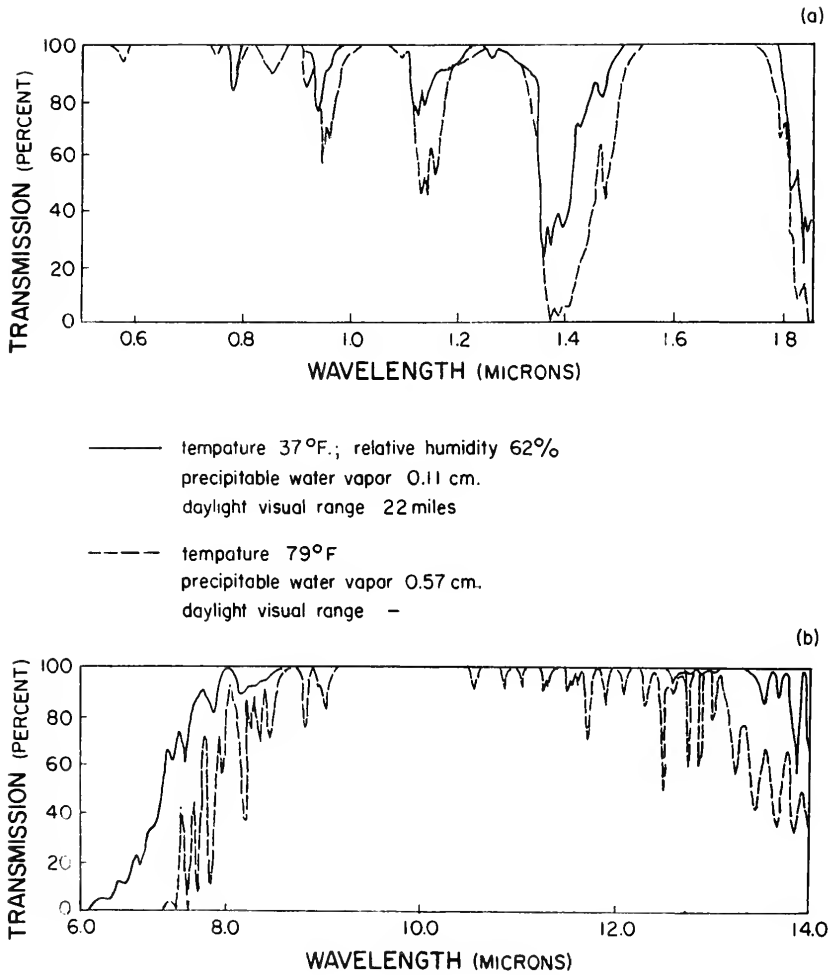 (a)
100
80
60
40
20
0
TRANSMISSION (PERCENT)
0.6 0.8 1.0 1.2 1.4 1.6 1.8
WAVELENGTH (MICRONS)
tempature 37°F.; relative humidity 62%
precipitable water vapor 0.11 cm.
daylight visual range 22 miles
tempature 79°F
precipitable water vapor 0.57 cm.
daylight visual range –
(b)
100
80
60
40
20
0
TRANSMISSION (PERCENT)
6.0 8.0 10.0 12.0 14.0
WAVELENGTH (MICRONS)